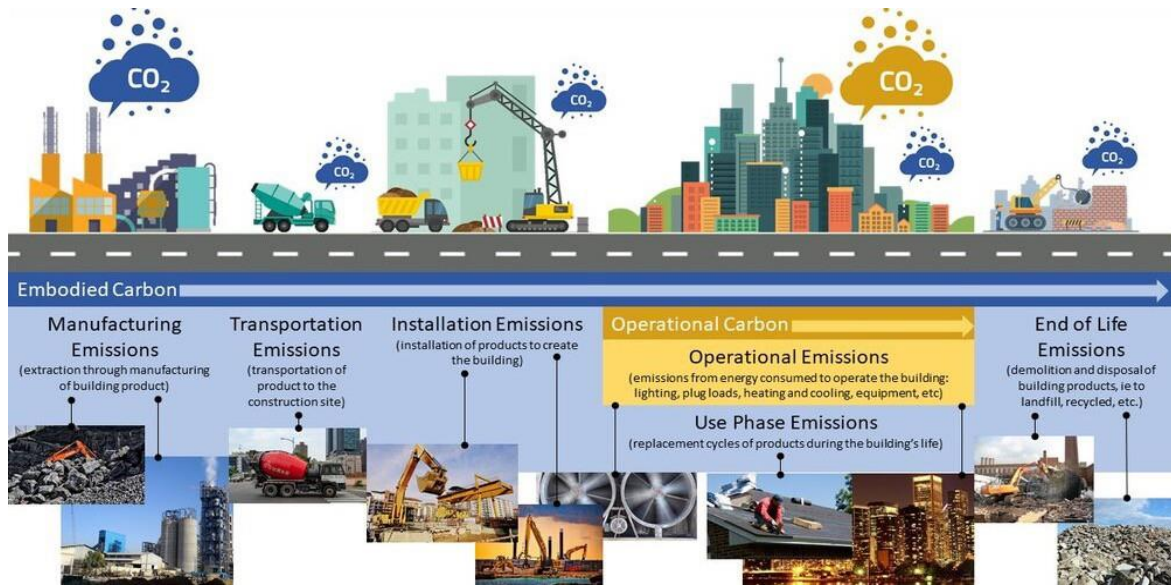 CO₂
CO₂
CO₂
CO₂
CO₂
CO₂
Embodied Carbon
Manufacturing
Emissions
(extraction through manufacturing
of building product)
Transportation
Emissions
(transportation of
product to the
construction site)
Installation Emissions
(installation of products to create
the building)
Operational Carbon
Operational Emissions
(emissions from energy consumed to operate the building:
lighting, plug loads, heating and cooling, equipment, etc)
Use Phase Emissions
(replacement cycles of products during the building's life)
End of Life
Emissions
(demolition and disposal of
building products, ie to
landfill, recycled, etc.)